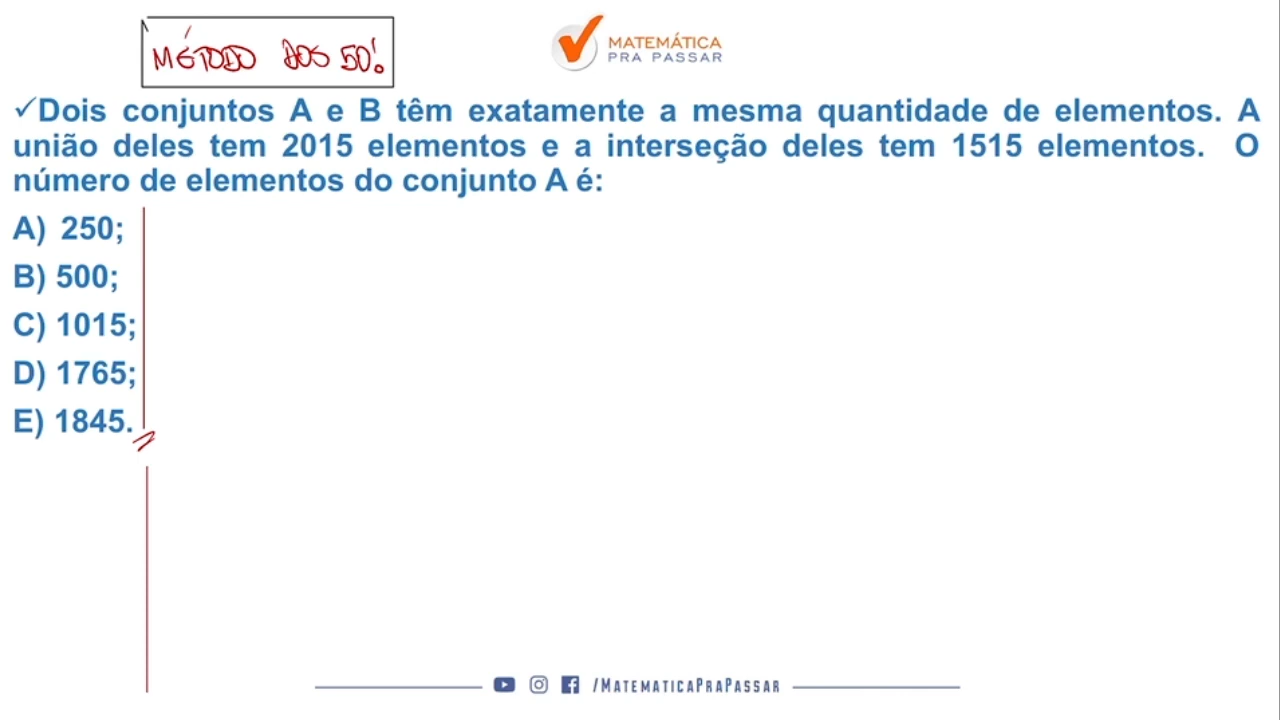 MÉTODO DOS 50!
MATEMÁTICA
PRA PASSAR
✓Dois conjuntos A e B têm exatamente a mesma quantidade de elementos. A
união deles tem 2015 elementos e a interseção deles tem 1515 elementos. O
número de elementos do conjunto A é:
A) 250;
B) 500;
C) 1015;
D) 1765;
E) 1845.
/MATEMATICAPRAPASSAR